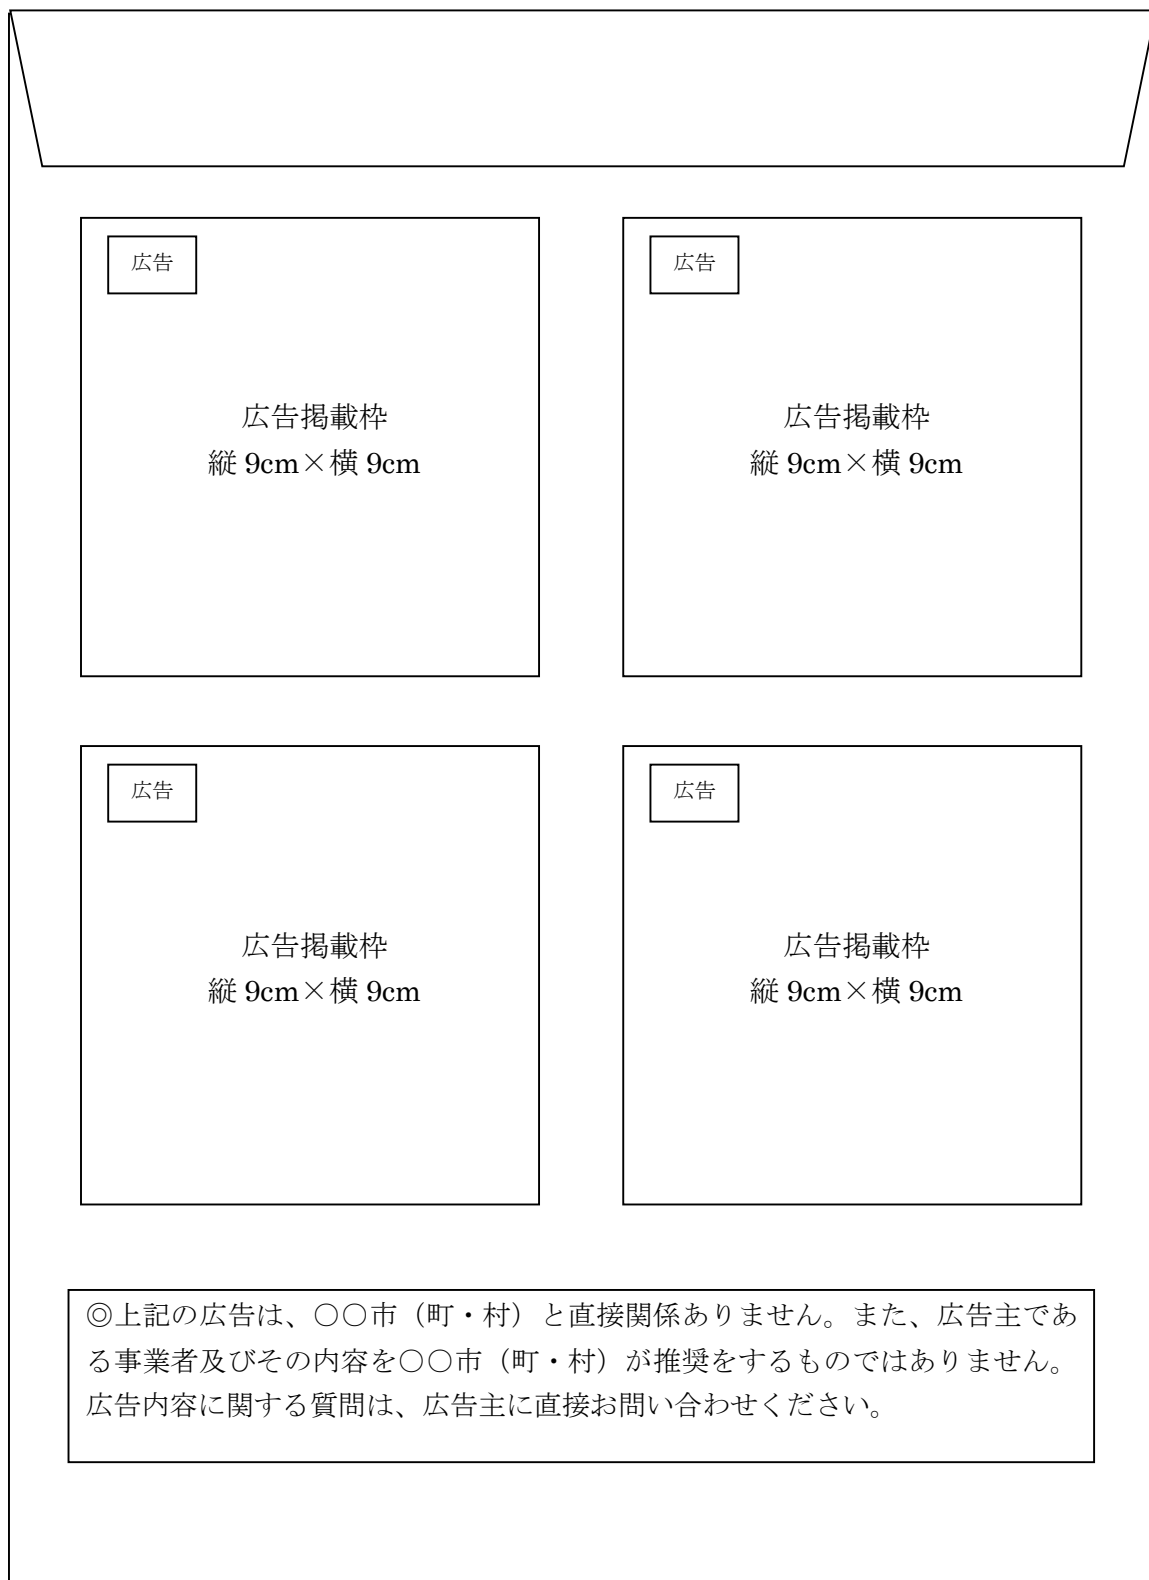 広告
広告掲載枠
縦 9cm×横 9cm
広告
広告掲載枠
縦 9cm×横 9cm
広告
広告掲載枠
縦 9cm×横 9cm
広告
広告掲載枠
縦 9cm×横 9cm
◎上記の広告は、○○市（町・村）と直接関係ありません。また、広告主であ
る事業者及びその内容を○○市（町・村）が推奨をするものではありません。
広告内容に関する質問は、広告主に直接お問い合わせください。